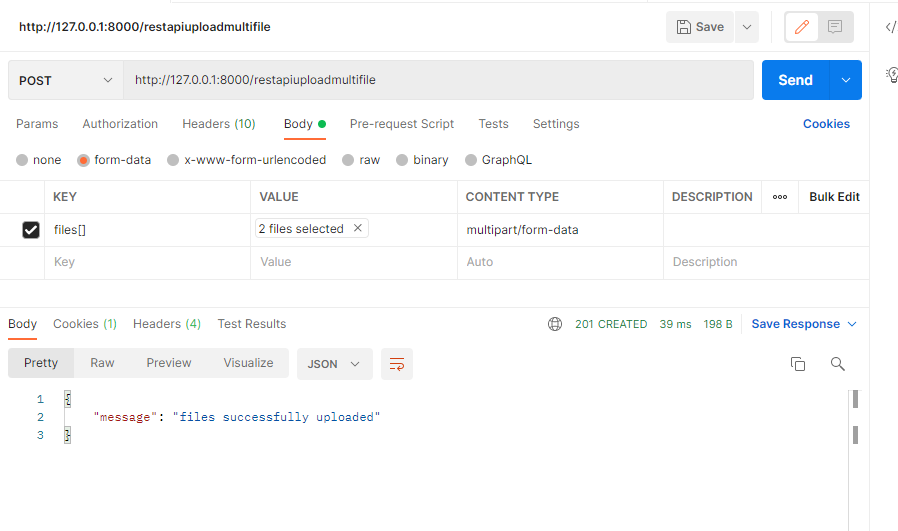 http://127.0.0.1:8000/restapiuploadmultifile Save
POST http://127.0.0.1:8000/restapiuploadmultifile Send
Params Authorization Headers (10) Body Pre-request Script Tests Settings Cookies
none form-data x-www-form-urlencoded raw binary GraphQL
KEY VALUE CONTENT TYPE DESCRIPTION ooo Bulk Edit
files[] 2 files selected × multipart/form-data
Key Value Auto Description
Body Cookies (1) Headers (4) Test Results 201 CREATED 39 ms 198 B Save Response
Pretty Raw Preview Visualize JSON
1 {
2 "message": "files successfully uploaded"
3 }